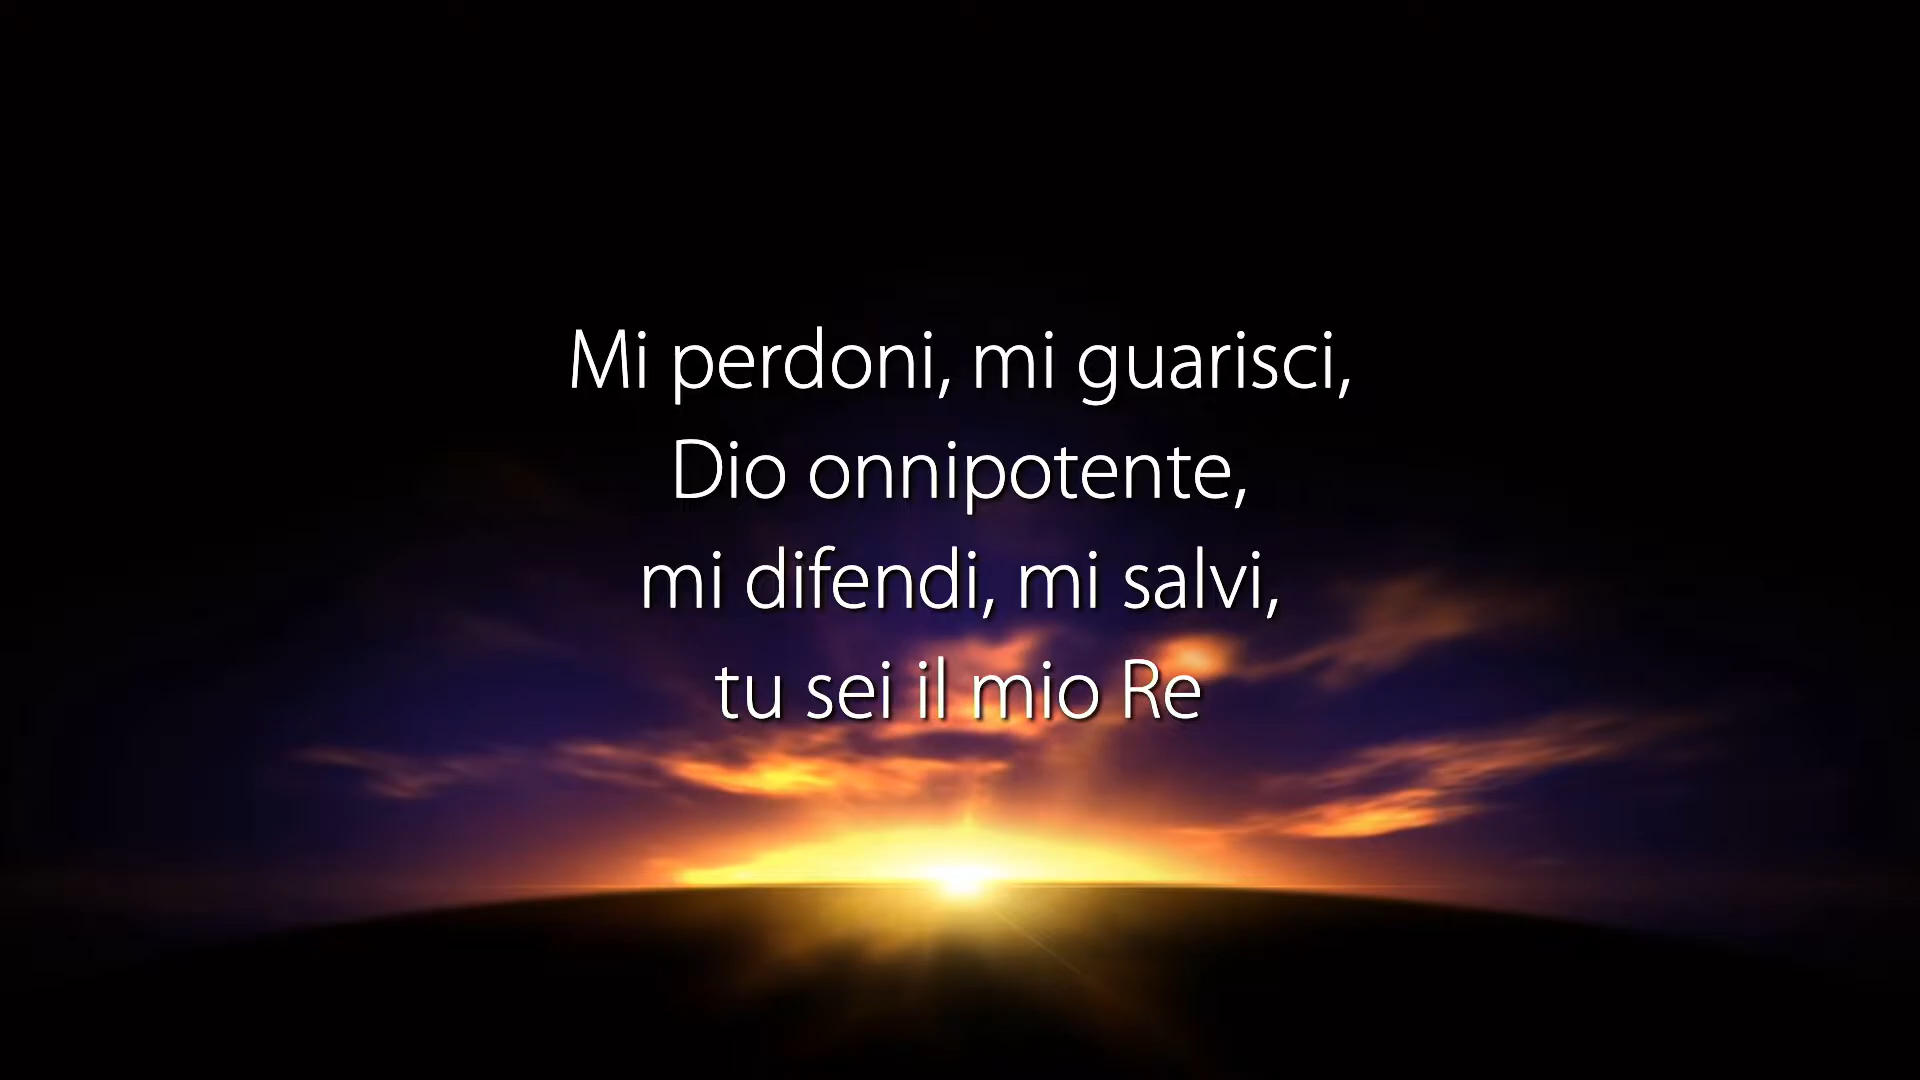 Mi perdoni, mi guarisci,
Dio onnipotente,
mi difendi, mi salvi,
tu sei il mio Re